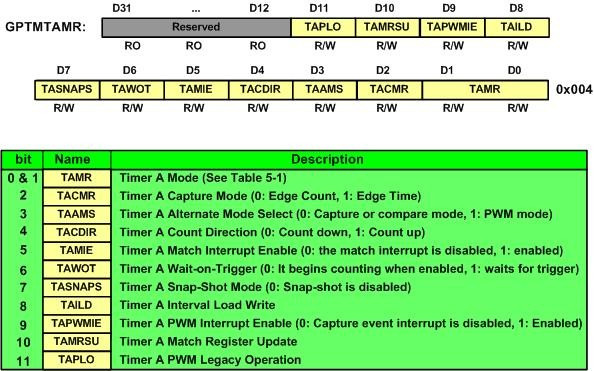 D31 ... D12 D11 D10 D9 D8
GPTMTAMR: Reserved TAPLO TAMRSU TAPWMIE TAILD
RO RO RO R/W R/W R/W R/W
D7 D6 D5 D4 D3 D2 D1 D0
TASNAPS TAWOT TAMIE TACDIR TAAMS TACMR TAMR 0x004
R/W R/W R/W R/W R/W R/W R/W R/W
bit Name Description
0 & 1 TAMR Timer A Mode (See Table 5-1)
2 TACMR Timer A Capture Mode (0: Edge Count, 1: Edge Time)
3 TAAMS Timer A Alternate Mode Select (0: Capture or compare mode, 1: PWM mode)
4 TACDIR Timer A Count Direction (0: Count down, 1: Count up)
5 TAMIE Timer A Match Interrupt Enable (0: the match interrupt is disabled, 1: enabled)
6 TAWOT Timer A Wait-on-Trigger (0: It begins counting when enabled, 1: waits for trigger)
7 TASNAPS Timer A Snap-Shot Mode (0: Snap-shot is disabled)
8 TAILD Timer A Interval Load Write
9 TAPWMIE Timer A PWM Interrupt Enable (0: Capture event interrupt is disabled, 1: Enabled)
10 TAMRSU Timer A Match Register Update
11 TAPLO Timer A PWM Legacy Operation